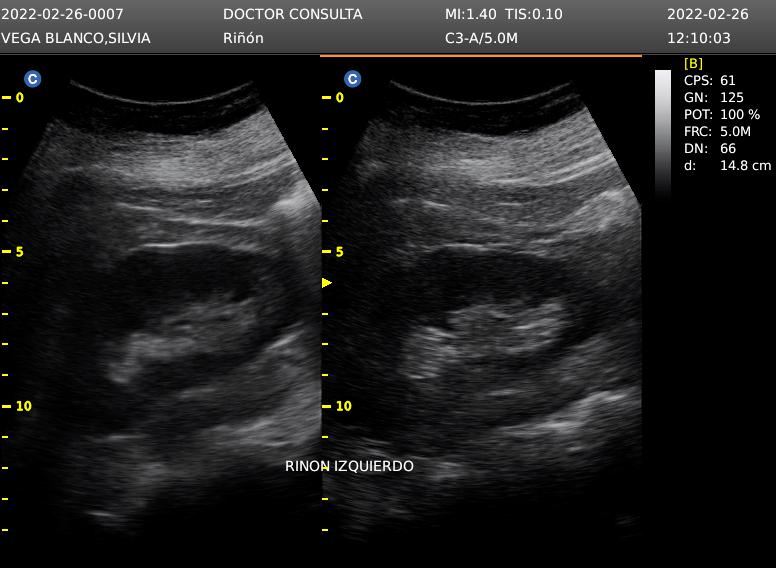 2022-02-26-0007 DOCTOR CONSULTA MI:1.40 TIS:0.10 2022-02-26
VEGA BLANCO,SILVIA Riñón C3-A/5.0M 12:10:03
C C
[B]
CPS: 61
GN: 125
POT: 100 %
FRC: 5.0M
DN: 66
d: 14.8 cm
0 0
5 5
10 10
RINON IZQUIERDO